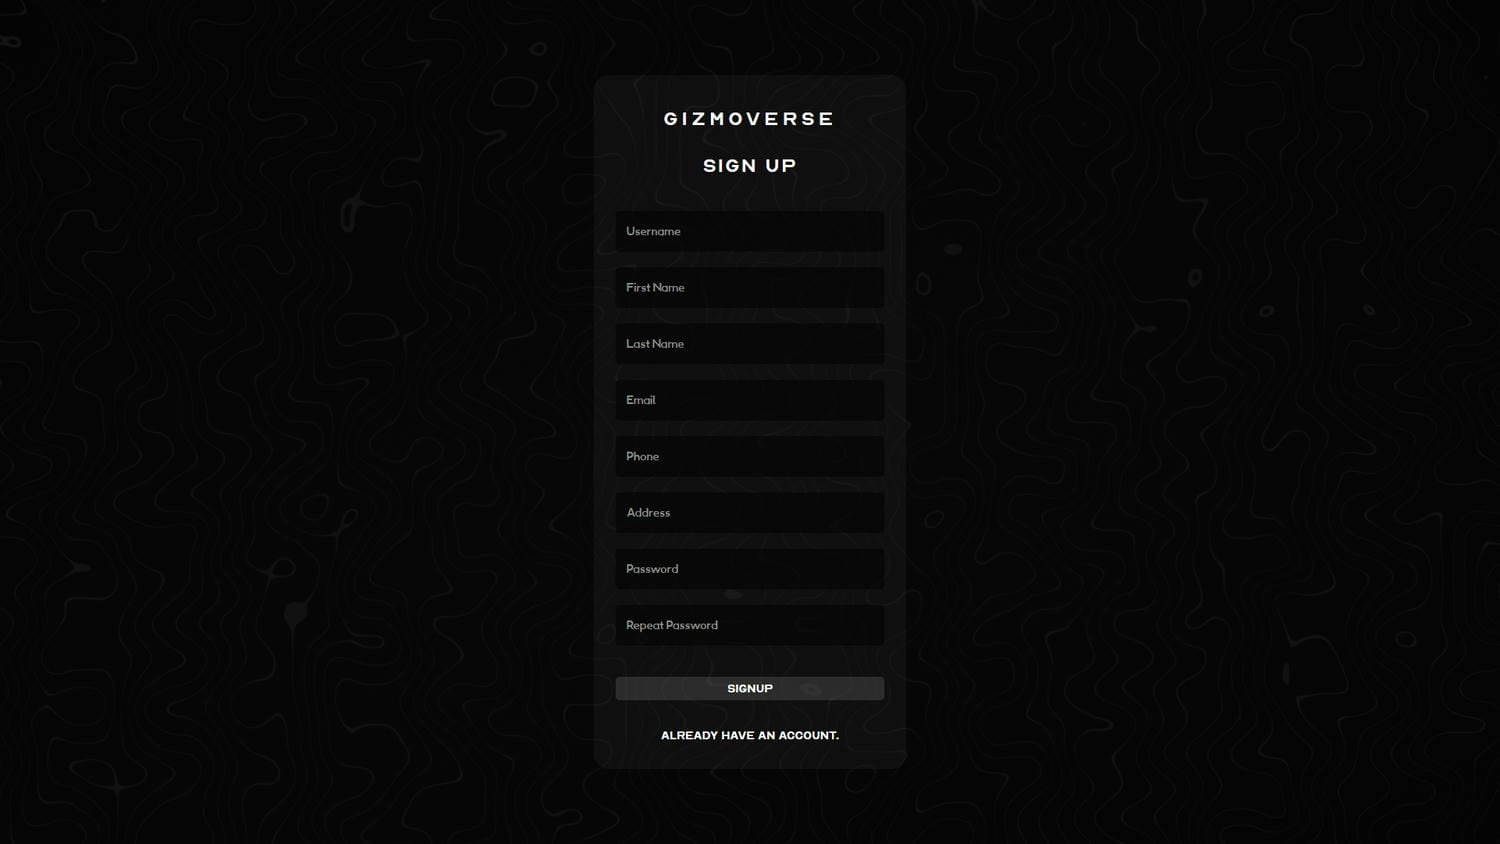 GIZMOVERSE
SIGN UP
Username
First Name
Last Name
Email
Phone
Address
Password
Repeat Password
SIGNUP
ALREADY HAVE AN ACCOUNT.